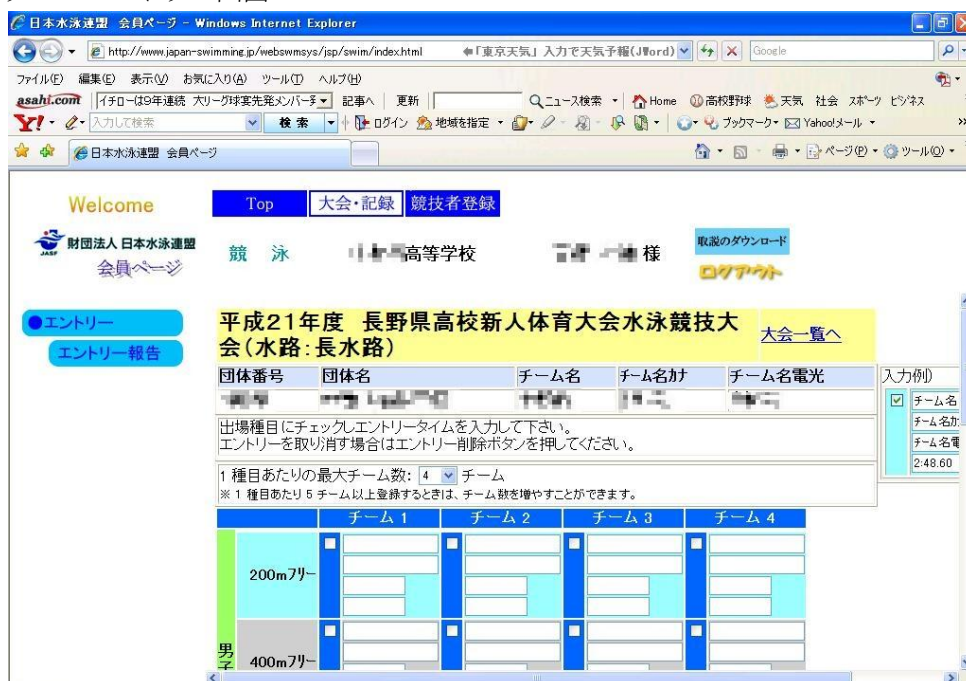 日本水泳連盟 会員ページ - Windows Internet Explorer
http://www.japan-swimming.jp/webswmsys/jsp/swim/index.html
「東京天気」入力で天気予報(JWord)
Google
ファイル(F) 編集(E) 表示(V) お気に入り(A) ツール(T) ヘルプ(H)
asahi.com イチローは9年連続 大リーグ球宴先発メンバー 記事へ 更新 ニュース検索 Home 高校野球 天気 社会 スポーツ ビジネス
Y! 入力して検索 検索 ログイン 地域を指定 ブックマーク Yahoo!メール
日本水泳連盟 会員ページ
ページ(P) ツール(O)
Welcome Top 大会・記録 競技者登録
財団法人 日本水泳連盟
JASF
会員ページ
競 泳 高等学校 様
取説のダウンロード
ログアウト
エントリー
エントリー報告
平成21年度 長野県高校新人体育大会水泳競技大
会(水路:長水路)
大会一覧へ
団体番号 団体名 チーム名 チーム名カナ チーム名電光
入力例)
チーム名
チーム名カ
チーム名電
2:48.60
出場種目にチェックしエントリータイムを入力して下さい。
エントリーを取り消す場合はエントリー削除ボタンを押してください。
1 種目あたりの最大チーム数: 4 チーム
※ 1 種目あたり 5 チーム以上登録するときは、チーム数を増やすことができます。
チーム 1 チーム 2 チーム 3 チーム 4
男子
200mフリー
400mフリー